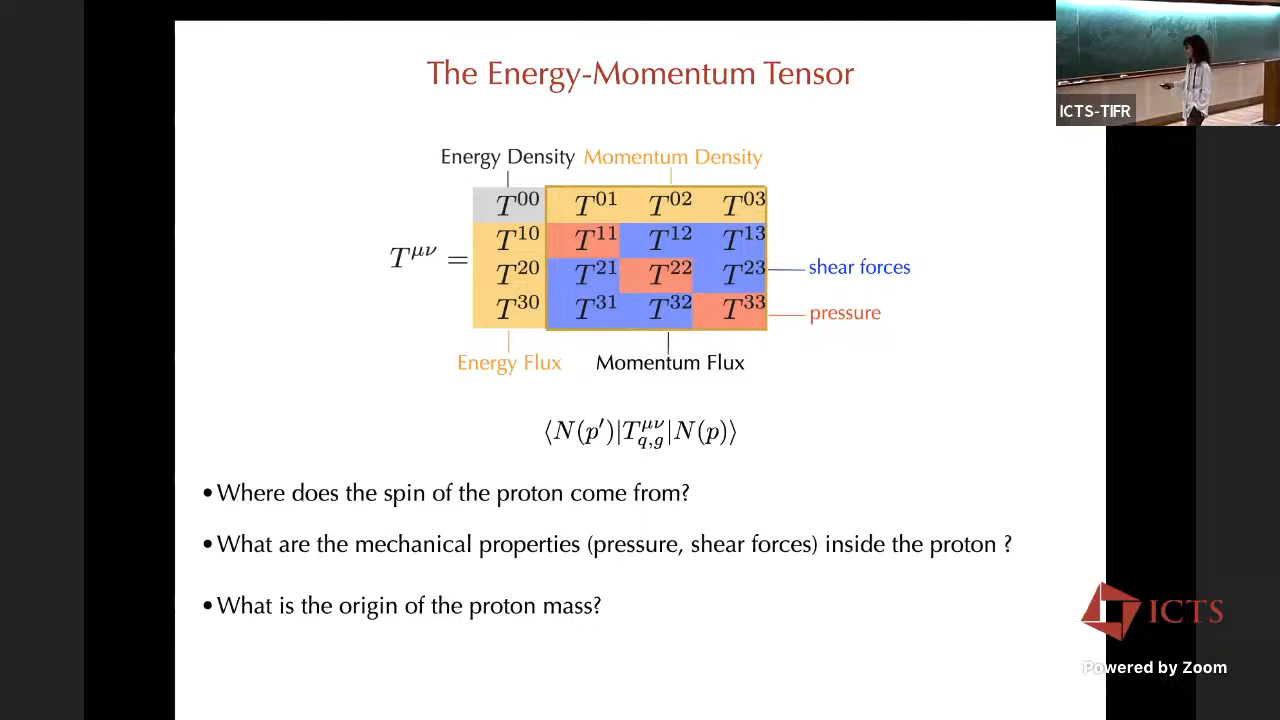 The Energy-Momentum Tensor
ICTS-TIFR
Energy Density Momentum Density
T^{00} T^{01} T^{02} T^{03}
T^{10} T^{11} T^{12} T^{13}
T^{μν} =
T^{20} T^{21} T^{22} T^{23}
shear forces
T^{30} T^{31} T^{32} T^{33}
pressure
Energy Flux Momentum Flux
⟨N(p′)|T^{μν}_{q,g}|N(p)⟩
•Where does the spin of the proton come from?
•What are the mechanical properties (pressure, shear forces) inside the proton ?
•What is the origin of the proton mass?
ICTS
Powered by Zoom